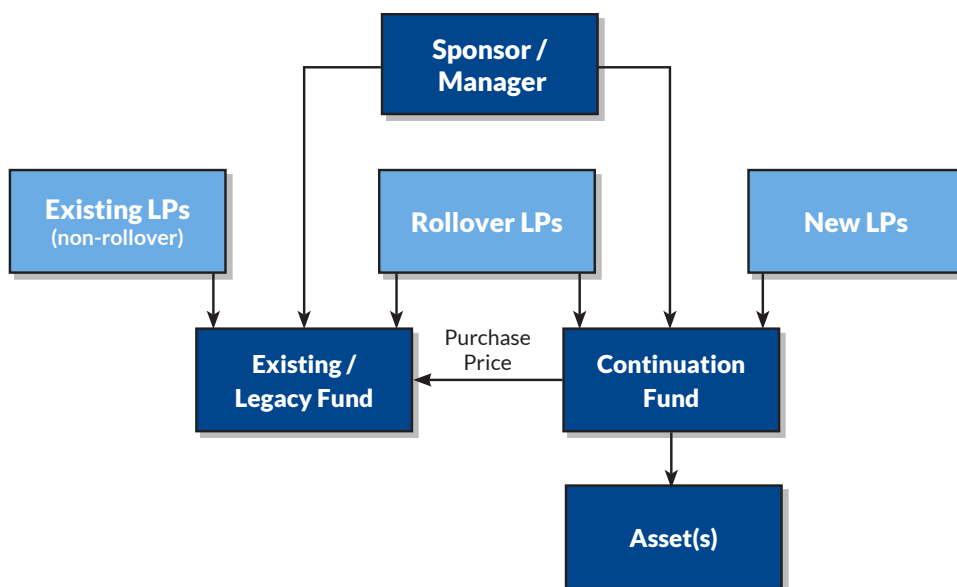 Sponsor /
Manager
Existing LPs
(non-rollover)
Rollover LPs
New LPs
Purchase
Price
Existing /
Legacy Fund
Continuation
Fund
Asset(s)